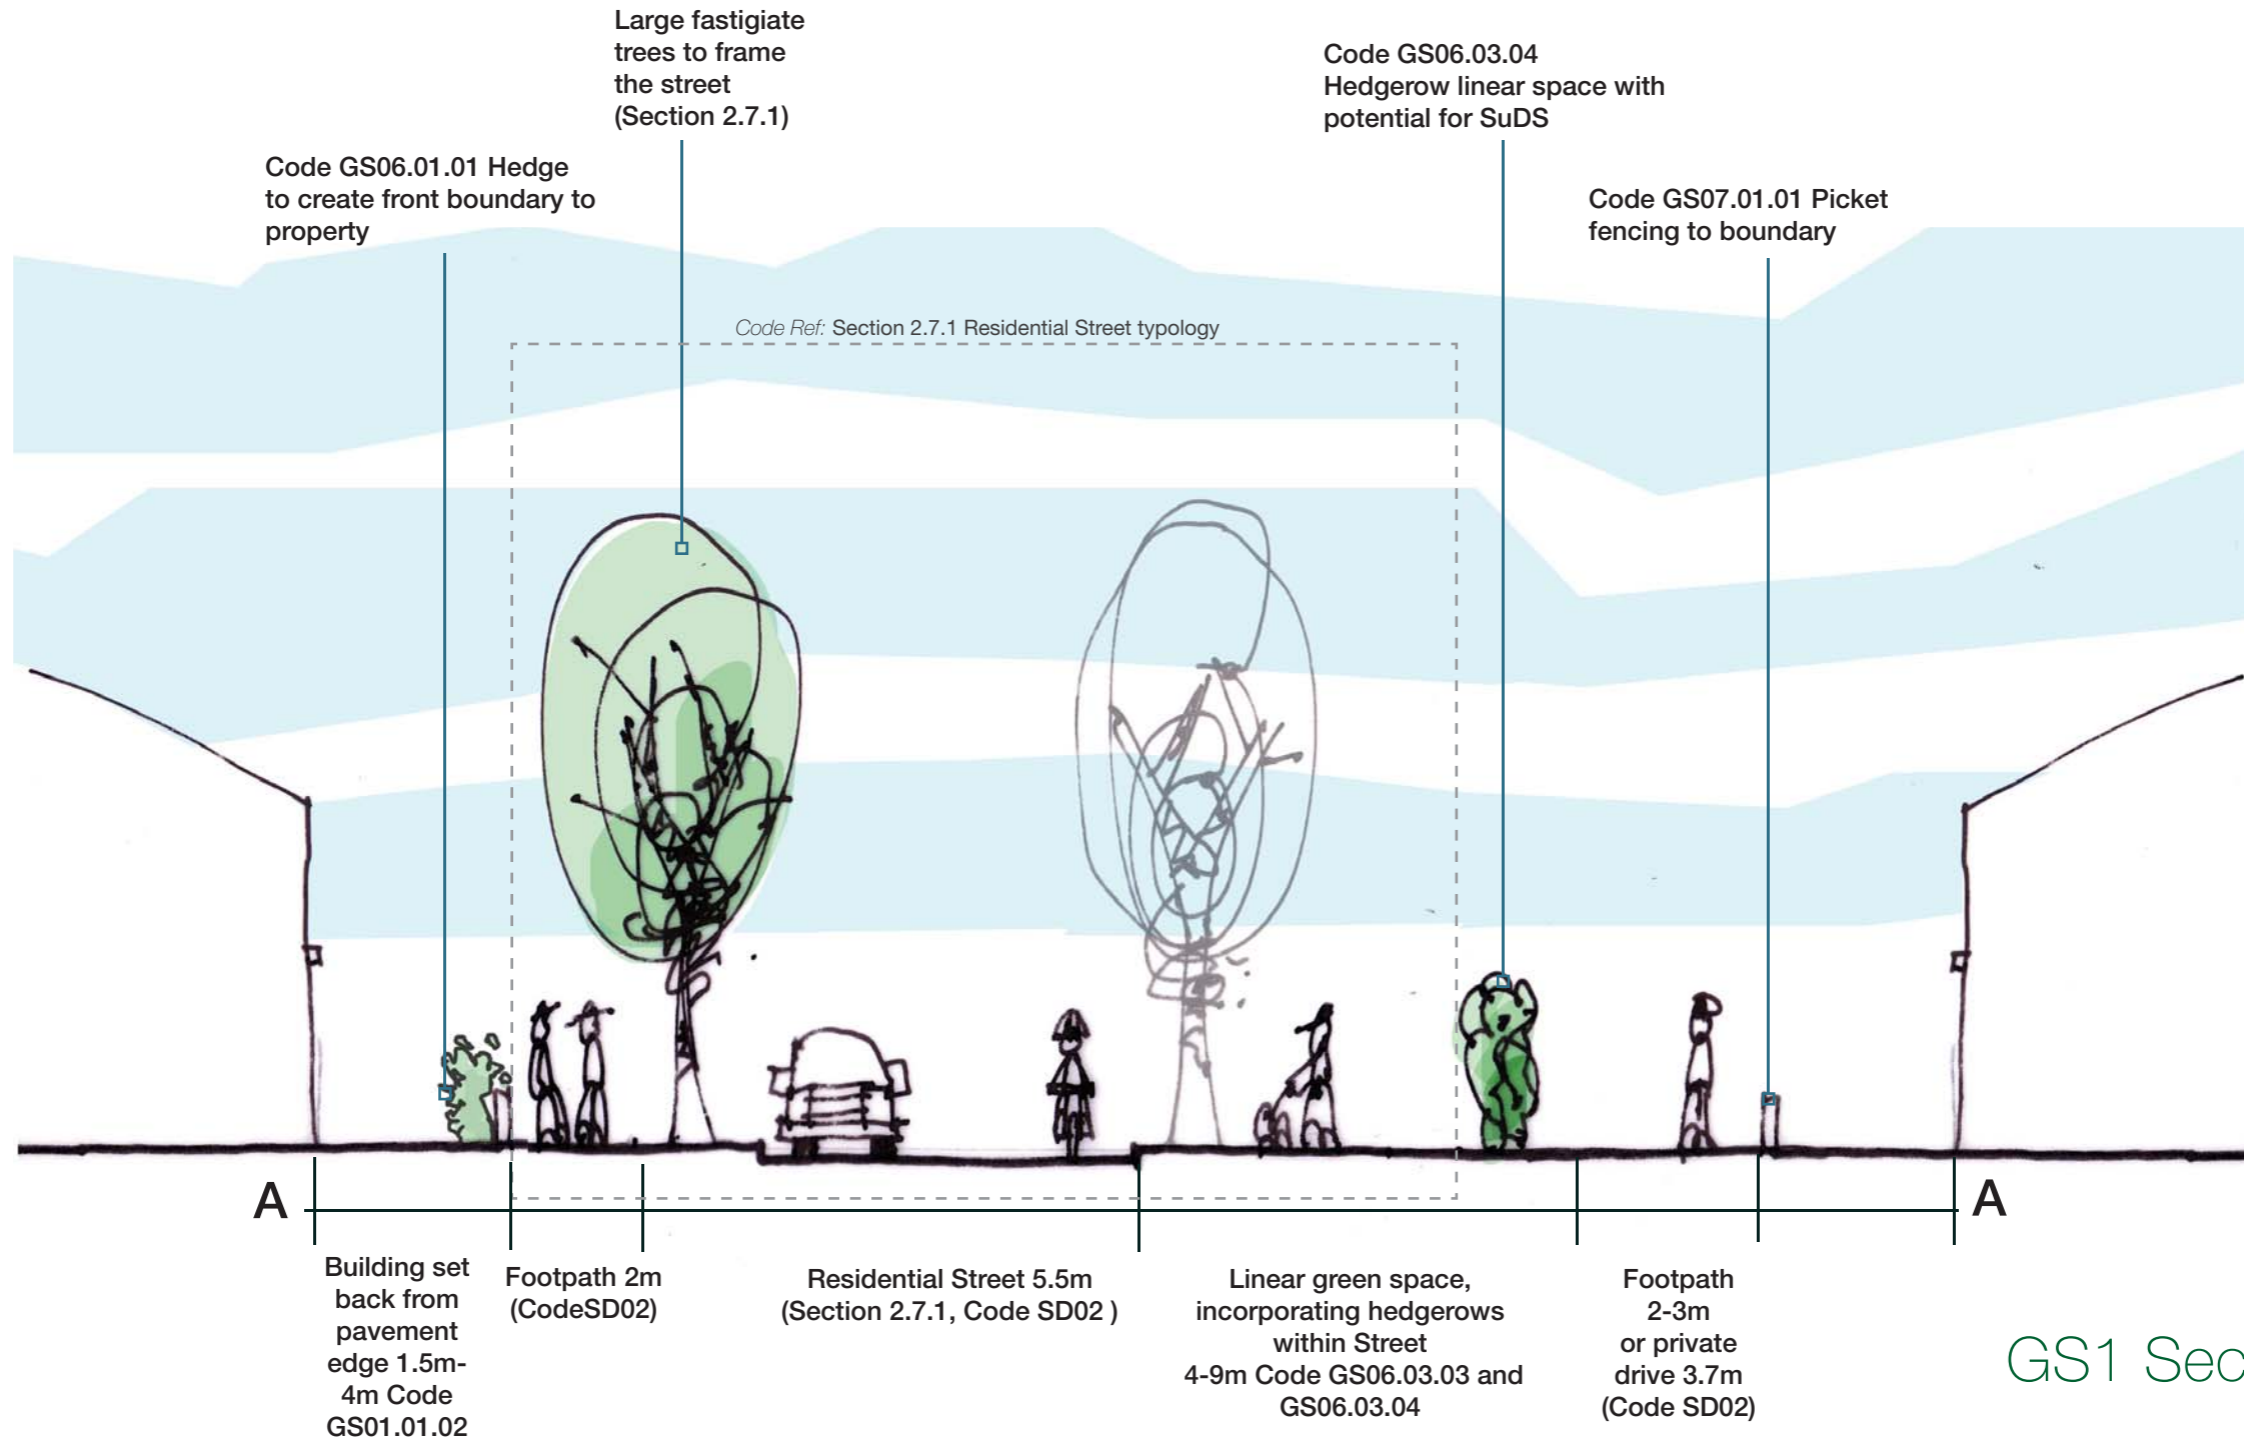 Large fastigiate
trees to frame
the street
(Section 2.7.1)
Code GS06.03.04
Hedgerow linear space with
potential for SuDS
Code GS06.01.01 Hedge
to create front boundary to
property
Code GS07.01.01 Picket
fencing to boundary
Code Ref: Section 2.7.1 Residential Street typology
A
A
Building set
back from
pavement
edge 1.5m-
4m Code
GS01.01.02
Footpath 2m
(CodeSD02)
Residential Street 5.5m
(Section 2.7.1, Code SD02 )
Linear green space,
incorporating hedgerows
within Street
4-9m Code GS06.03.03 and
GS06.03.04
Footpath
2-3m
or private
drive 3.7m
(Code SD02)
GS1 Sec